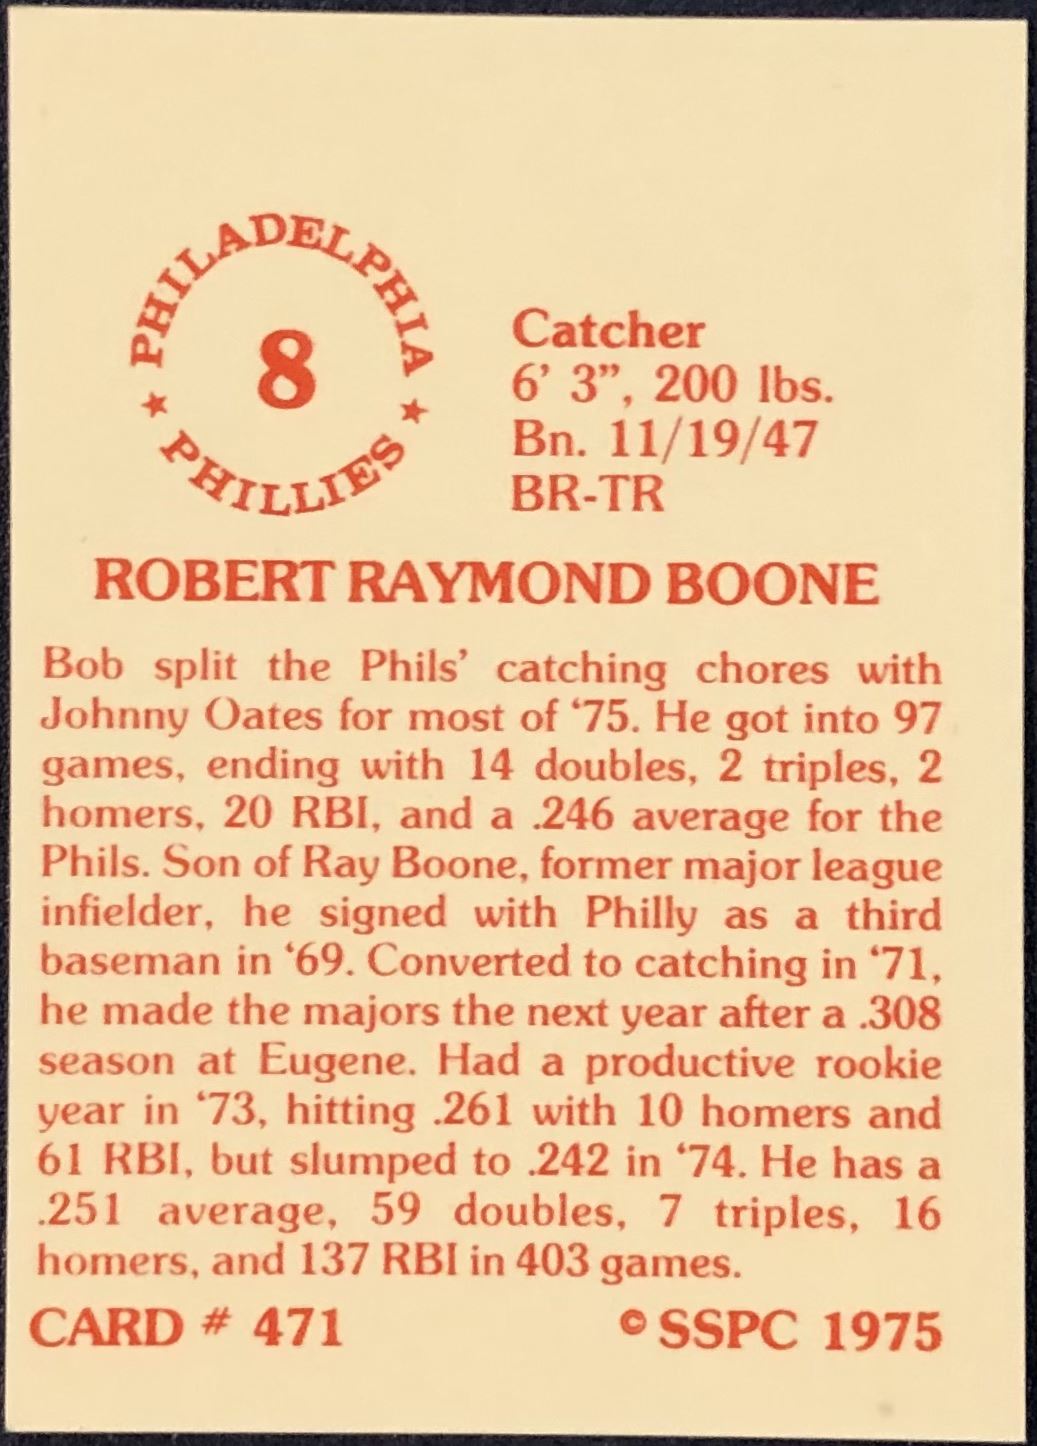 PHILADELPHIA
8
★ PHILLIES ★
Catcher
6’ 3”, 200 lbs.
Bn. 11/19/47
BR-TR
ROBERT RAYMOND BOONE
Bob split the Phils’ catching chores with
Johnny Oates for most of ‘75. He got into 97
games, ending with 14 doubles, 2 triples, 2
homers, 20 RBI, and a .246 average for the
Phils. Son of Ray Boone, former major league
infielder, he signed with Philly as a third
baseman in ‘69. Converted to catching in ‘71,
he made the majors the next year after a .308
season at Eugene. Had a productive rookie
year in ‘73, hitting .261 with 10 homers and
61 RBI, but slumped to .242 in ‘74. He has a
.251 average, 59 doubles, 7 triples, 16
homers, and 137 RBI in 403 games.
CARD # 471
© SSPC 1975